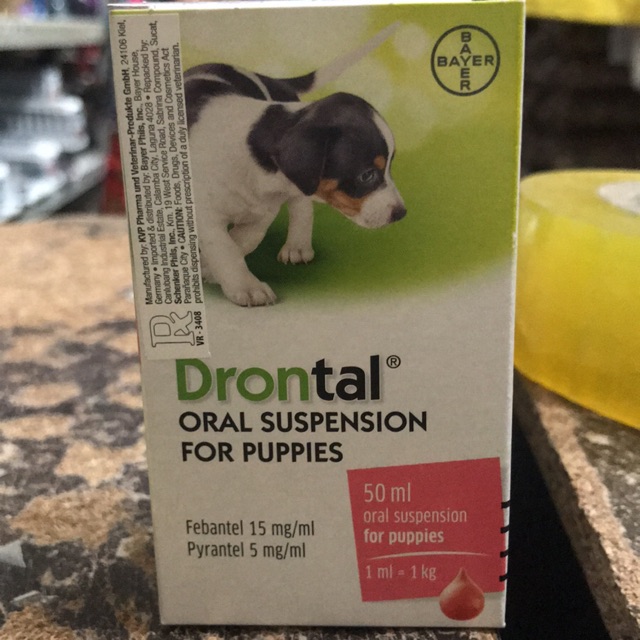 BAYER
BAYER
Manufactured by: KVP Pharma und Veterinär-Produkte GmbH, 24106 Kiel,
Germany • Imported & distributed by: Bayer Phils. Inc., Bayer House,
Canlubang Industrial Estate, Calamba City, Laguna 4028 • Repacked by:
Schenker Phils. Inc., Km. 19 West Service Road, Sabrina Compound, Sucat,
Parañaque City • CAUTION: Foods, Drugs, Devices and Cosmetics Act
prohibits dispensing without prescription of a duly licensed veterinarian.
Rx
VR - 3408
Drontal®
ORAL SUSPENSION
FOR PUPPIES
50 ml
oral suspension
for puppies
1 ml = 1 kg
Febantel 15 mg/ml
Pyrantel 5 mg/ml